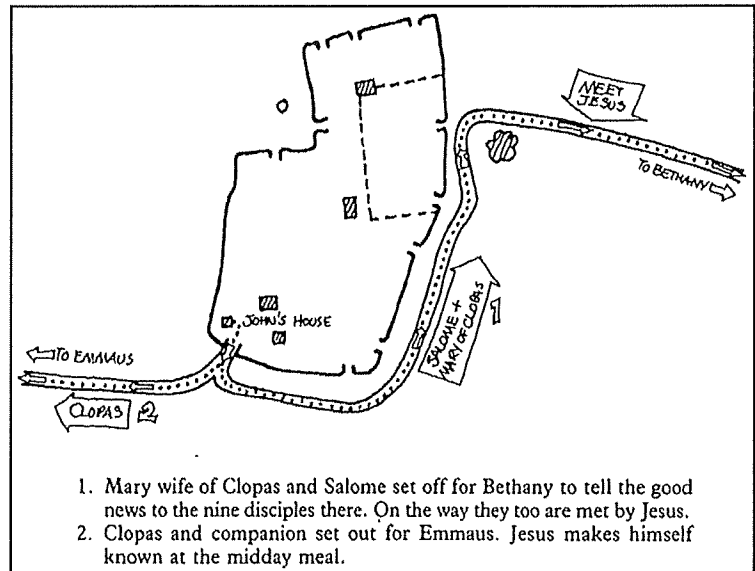 MEET
JESUS
TO BETHANY
SALOME +
MARY OF CLOPAS
1
JOHN'S HOUSE
TO EMMAUS
CLOPAS 2
1. Mary wife of Clopas and Salome set off for Bethany to tell the good
news to the nine disciples there. On the way they too are met by Jesus.
2. Clopas and companion set out for Emmaus. Jesus makes himself
known at the midday meal.